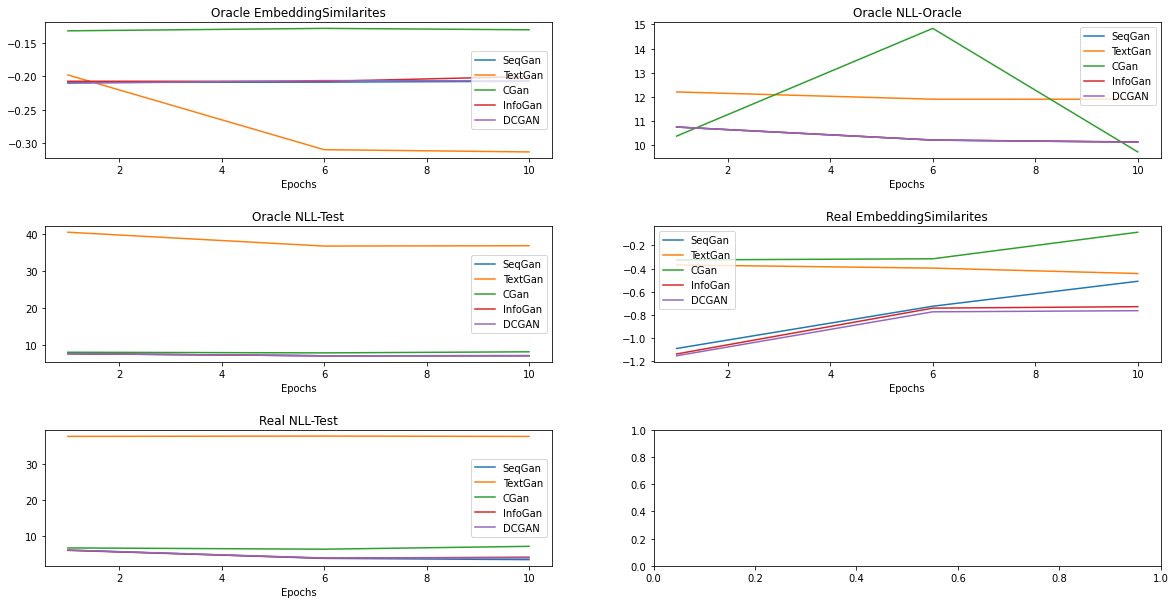 Oracle EmbeddingSimilarites
−0.15
−0.20
−0.25
−0.30
2 4 6 8 10
Epochs
SeqGan
TextGan
CGan
InfoGan
DCGAN
Oracle NLL-Oracle
15
14
13
12
11
10
2 4 6 8 10
Epochs
SeqGan
TextGan
CGan
InfoGan
DCGAN
Oracle NLL-Test
40
30
20
10
2 4 6 8 10
Epochs
SeqGan
TextGan
CGan
InfoGan
DCGAN
Real EmbeddingSimilarites
−0.2
−0.4
−0.6
−0.8
−1.0
−1.2
2 4 6 8 10
Epochs
SeqGan
TextGan
CGan
InfoGan
DCGAN
Real NLL-Test
30
20
10
2 4 6 8 10
Epochs
SeqGan
TextGan
CGan
InfoGan
DCGAN
1.0
0.8
0.6
0.4
0.2
0.0
0.0 0.2 0.4 0.6 0.8 1.0